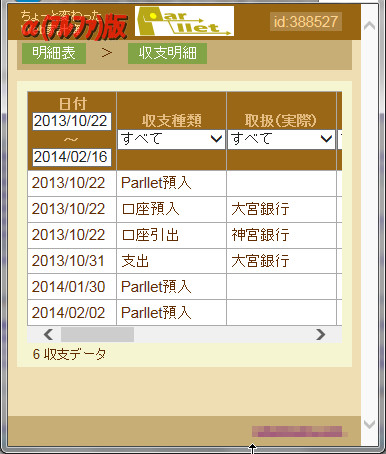 ちょーと変わった
α(アルファ)版
Parllet.
id:388527
明細表 > 収支明細
日付 収支種類 取扱(実際)
2013/10/22 すべて すべて
～
2014/02/16
2013/10/22 Parllet預入
2013/10/22 口座預入 大宮銀行
2013/10/22 口座引出 神宮銀行
2013/10/31 支出 大宮銀行
2014/01/30 Parllet預入
2014/02/02 Parllet預入
6 収支データ